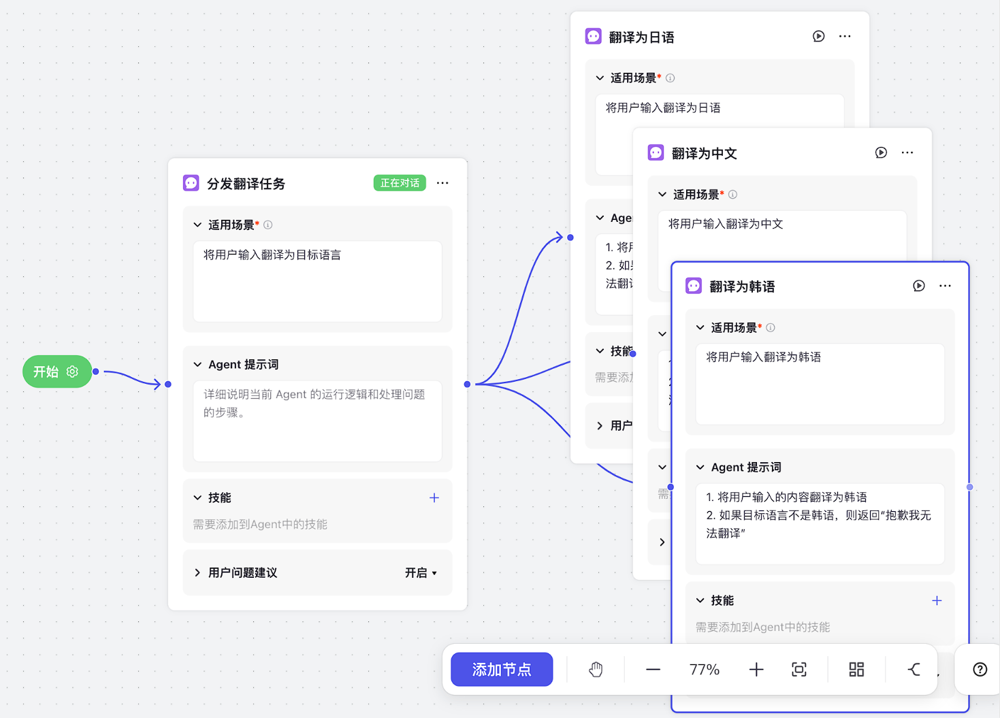 开始
分发翻译任务
正在对话
适用场景*
将用户输入翻译为目标语言
Agent 提示词
详细说明当前 Agent 的运行逻辑和处理问题
的步骤。
技能
需要添加到Agent中的技能
用户问题建议
开启
翻译为日语
适用场景*
将用户输入翻译为日语
1. 将
2. 如
法翻
技能
需要添
用户
翻译为中文
适用场景*
将用户输入翻译为中文
翻译为韩语
适用场景*
将用户输入翻译为韩语
Agent 提示词
1. 将用户输入的内容翻译为韩语
2. 如果目标语言不是韩语，则返回“抱歉我无
法翻译”
技能
需要添加到Agent中的技能
添加节点
77%